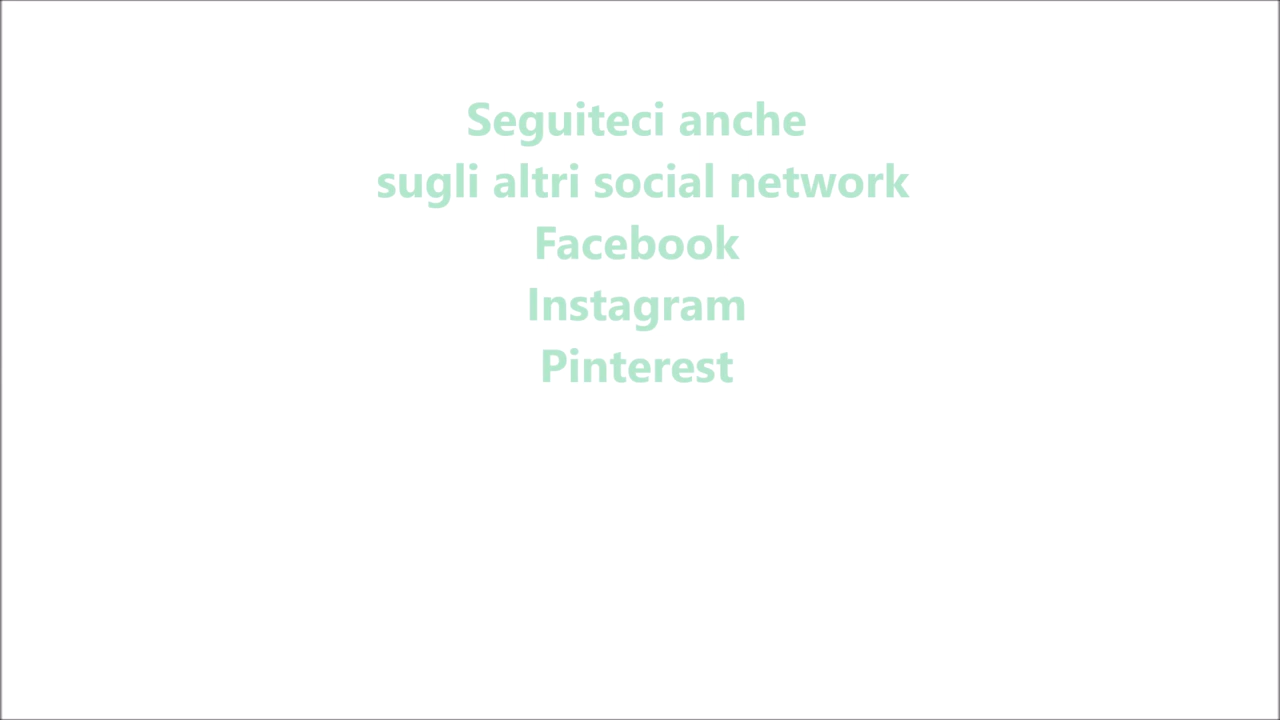 Seguiteci anche
sugli altri social network
Facebook
Instagram
Pinterest